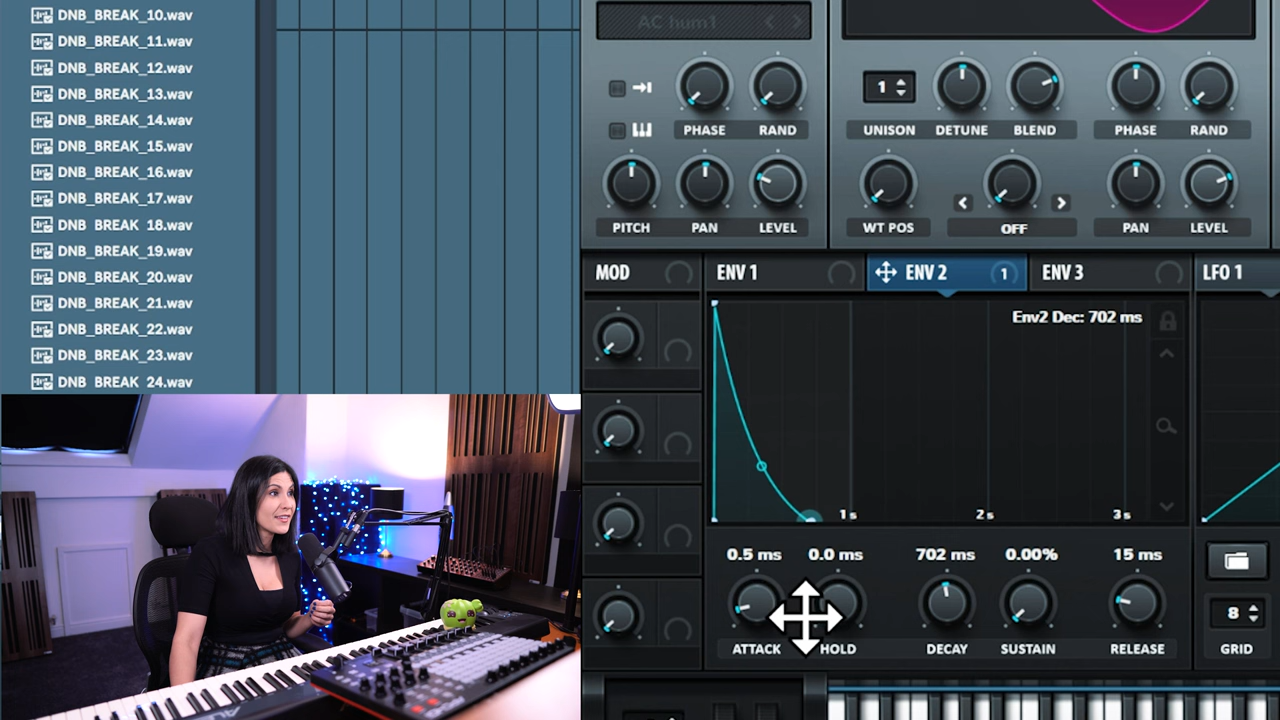 DNB_BREAK_10.wav
DNB_BREAK_11.wav
DNB_BREAK_12.wav
DNB_BREAK_13.wav
DNB_BREAK_14.wav
DNB_BREAK_15.wav
DNB_BREAK_16.wav
DNB_BREAK_17.wav
DNB_BREAK_18.wav
DNB_BREAK_19.wav
DNB_BREAK_20.wav
DNB_BREAK_21.wav
DNB_BREAK_22.wav
DNB_BREAK_23.wav
DNB_BREAK_24.wav
AC hum1
PHASE RAND
PITCH PAN LEVEL
1
UNISON DETUNE BLEND PHASE RAND
WT POS OFF PAN LEVEL
MOD ENV 1 ENV 2 1 ENV 3 LFO 1
Env2 Dec: 702 ms
1 s 2 s 3 s
0.5 ms 0.0 ms 702 ms 0.00% 15 ms
ATTACK HOLD DECAY SUSTAIN RELEASE
8
GRID